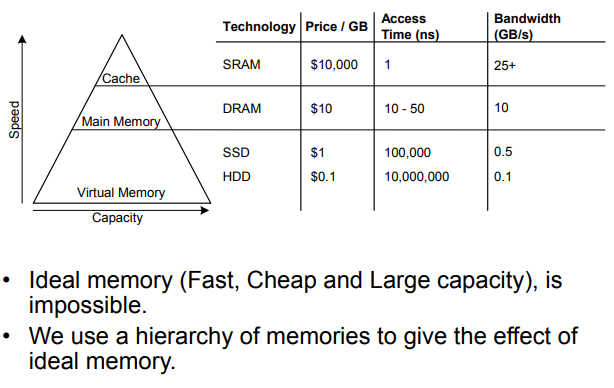 Technology Price / GB Access Time (ns) Bandwidth (GB/s)
SRAM $10,000 1 25+
Cache
DRAM $10 10 - 50 10
Main Memory
SSD $1 100,000 0.5
HDD $0.1 10,000,000 0.1
Virtual Memory
Speed
Capacity
• Ideal memory (Fast, Cheap and Large capacity), is
impossible.
• We use a hierarchy of memories to give the effect of
ideal memory.